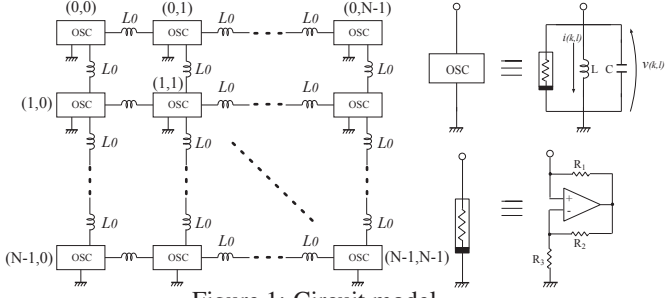 (0,0) L0 (0,1) L0 L0 (0,N-1)
OSC OSC OSC
L0 L0 L0
(1,0) OSC (1,1) OSC OSC
L0 L0 L0
L0 L0 L0
L0 L0 L0
(N-1,0) OSC OSC OSC (N-1,N-1)
OSC
i(k,l) L C v(k,l)
R1
+
-
R2
R3
Figure 1: Circuit model